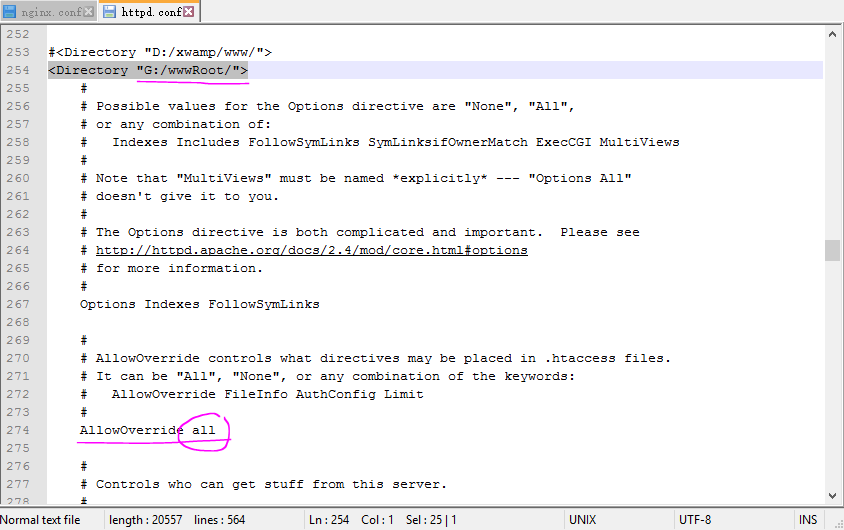 nginx.conf httpd.conf
252
253 #<Directory "D:/xwamp/www/">
254 <Directory "G:/wwwRoot/">
255 #
256 # Possible values for the Options directive are "None", "All",
257 # or any combination of:
258 #   Indexes Includes FollowSymLinks SymLinksifOwnerMatch ExecCGI MultiViews
259 #
260 # Note that "MultiViews" must be named *explicitly* --- "Options All"
261 # doesn't give it to you.
262 #
263 # The Options directive is both complicated and important.  Please see
264 # http://httpd.apache.org/docs/2.4/mod/core.html#options
265 # for more information.
266 #
267 Options Indexes FollowSymLinks
268
269 #
270 # AllowOverride controls what directives may be placed in .htaccess files.
271 # It can be "All", "None", or any combination of the keywords:
272 #   AllowOverride FileInfo AuthConfig Limit
273 #
274 AllowOverride all
275
276 #
277 # Controls who can get stuff from this server.
278 #
Normal text file length : 20557 lines : 564 Ln : 254 Col : 1 Sel : 25 | 1 UNIX UTF-8 INS